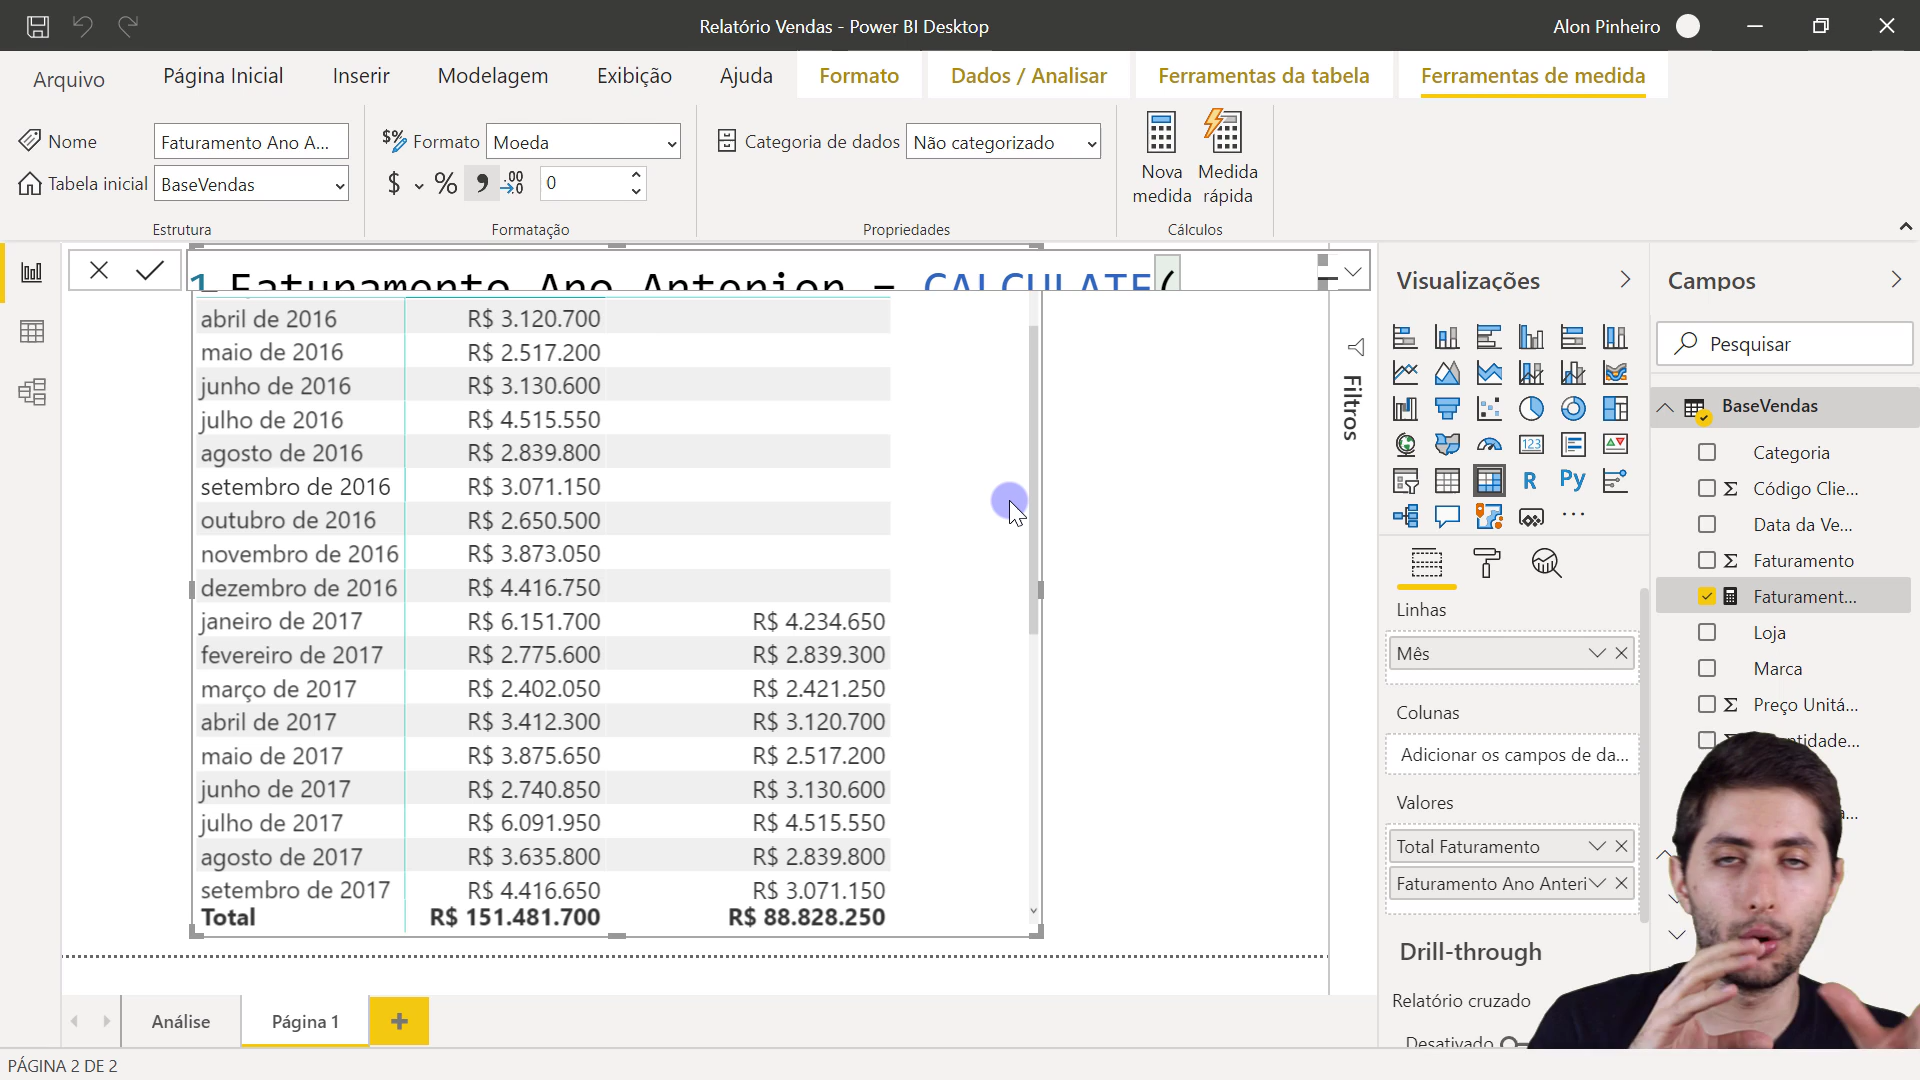 Relatório Vendas - Power BI Desktop
Alon Pinheiro
Arquivo
Página Inicial
Inserir
Modelagem
Exibição
Ajuda
Formato
Dados / Analisar
Ferramentas da tabela
Ferramentas de medida
Nome
Faturamento Ano A...
Tabela inicial
BaseVendas
Estrutura
$% Formato
Moeda
$ % 9 .00 0
Formatação
Categoria de dados
Não categorizado
Propriedades
Nova medida
Medida rápida
Cálculos
1 Faturamento Ano Anterior = CALCULATE(
abril de 2016 R$ 3.120.700
maio de 2016 R$ 2.517.200
junho de 2016 R$ 3.130.600
julho de 2016 R$ 4.515.550
agosto de 2016 R$ 2.839.800
setembro de 2016 R$ 3.071.150
outubro de 2016 R$ 2.650.500
novembro de 2016 R$ 3.873.050
dezembro de 2016 R$ 4.416.750
janeiro de 2017 R$ 6.151.700 R$ 4.234.650
fevereiro de 2017 R$ 2.775.600 R$ 2.839.300
março de 2017 R$ 2.402.050 R$ 2.421.250
abril de 2017 R$ 3.412.300 R$ 3.120.700
maio de 2017 R$ 3.875.650 R$ 2.517.200
junho de 2017 R$ 2.740.850 R$ 3.130.600
julho de 2017 R$ 6.091.950 R$ 4.515.550
agosto de 2017 R$ 3.635.800 R$ 2.839.800
setembro de 2017 R$ 4.416.650 R$ 3.071.150
Total R$ 151.481.700 R$ 88.828.250
Filtros
Visualizações
123
R
Py
...
Linhas
Mês
Colunas
Adicionar os campos de da...
Valores
Total Faturamento
Faturamento Ano Anteri
Drill-through
Relatório cruzado
Desativado
Campos
Pesquisar
BaseVendas
Categoria
Σ Código Clie...
Data da Ve...
Σ Faturamento
Faturament...
Loja
Marca
Σ Preço Unitá...
Análise
Página 1
PÁGINA 2 DE 2